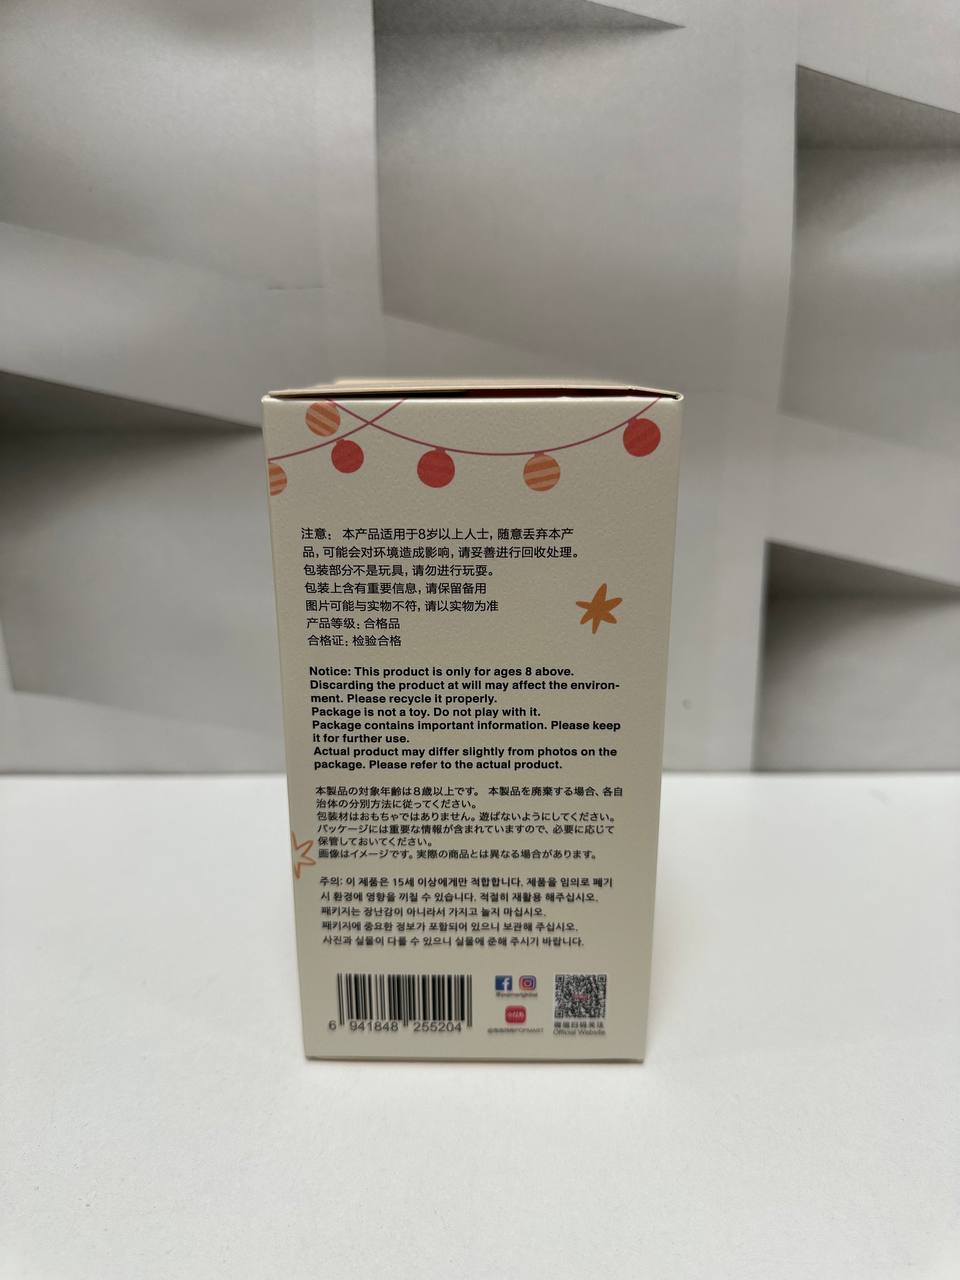 注意：本产品适用于8岁以上人士, 随意丢弃本产
品, 可能会对环境造成影响, 请妥善进行回收处理。
包装部分不是玩具, 请勿进行玩耍。
包装上含有重要信息, 请保留备用
图片可能与实物不符, 请以实物为准
产品等级: 合格品
合格证: 检验合格
Notice: This product is only for ages 8 above.
Discarding the product at will may affect the environ-
ment. Please recycle it properly.
Package is not a toy. Do not play with it.
Package contains important information. Please keep
it for further use.
Actual product may differ slightly from photos on the
package. Please refer to the actual product.
本製品の対象年齢は8歳以上です。 本製品を廃棄する場合、各自
治体の分別方法に従ってください。
包装材はおもちゃではありません。遊ばないようにしてください。
パッケージには重要な情報が含まれていますので、必要に応じて
保管しておいてください。
画像はイメージです。実際の商品とは異なる場合があります。
주의: 이 제품은 15세 이상에게만 적합합니다. 제품을 임의로 폐기
시 환경에 영향을 끼칠 수 있습니다. 적절히 재활용 해주십시오.
패키지는 장난감이 아니라서 가지고 놀지 마십시오.
패키지에 중요한 정보가 포함되어 있으니 보관해 주십시오.
사진과 실물이 다를 수 있으니 실물에 준해 주시기 바랍니다.
6 941848 255204
@popmartglobal
小红书
POPMART
扫码关注
Official Website